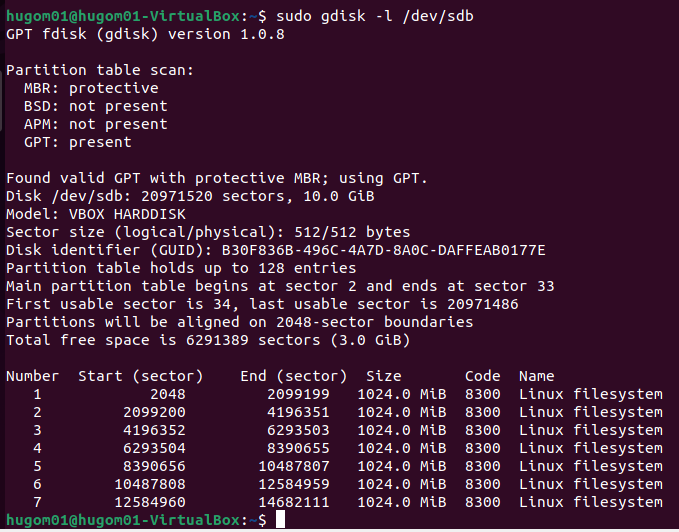 hugom01@hugom01-VirtualBox:~$ sudo gdisk -l /dev/sdb
GPT fdisk (gdisk) version 1.0.8

Partition table scan:
  MBR: protective
  BSD: not present
  APM: not present
  GPT: present

Found valid GPT with protective MBR; using GPT.
Disk /dev/sdb: 20971520 sectors, 10.0 GiB
Model: VBOX HARDDISK
Sector size (logical/physical): 512/512 bytes
Disk identifier (GUID): B30F836B-496C-4A7D-8A0C-DAFFEAB0177E
Partition table holds up to 128 entries
Main partition table begins at sector 2 and ends at sector 33
First usable sector is 34, last usable sector is 20971486
Partitions will be aligned on 2048-sector boundaries
Total free space is 6291389 sectors (3.0 GiB)

Number  Start (sector)    End (sector)  Size       Code  Name
   1            2048         2099199   1024.0 MiB  8300  Linux filesystem
   2         2099200         4196351   1024.0 MiB  8300  Linux filesystem
   3         4196352         6293503   1024.0 MiB  8300  Linux filesystem
   4         6293504         8390655   1024.0 MiB  8300  Linux filesystem
   5         8390656        10487807   1024.0 MiB  8300  Linux filesystem
   6        10487808        12584959   1024.0 MiB  8300  Linux filesystem
   7        12584960        14682111   1024.0 MiB  8300  Linux filesystem
hugom01@hugom01-VirtualBox:~$